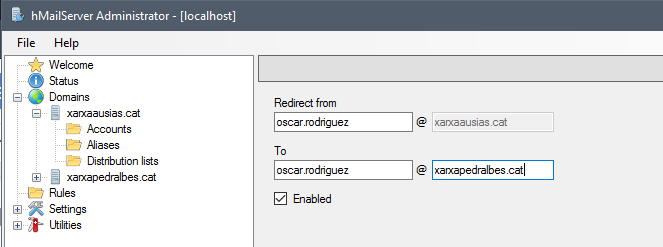 hMailServer Administrator - [localhost]
File Help
Welcome
Status
Domains
xarxaausias.cat
Accounts
Aliases
Distribution lists
xarxapedralbes.cat
Rules
Settings
Utilities
Redirect from
oscar.rodriguez @ xarxaausias.cat
To
oscar.rodriguez @ xarxapedralbes.cat
Enabled